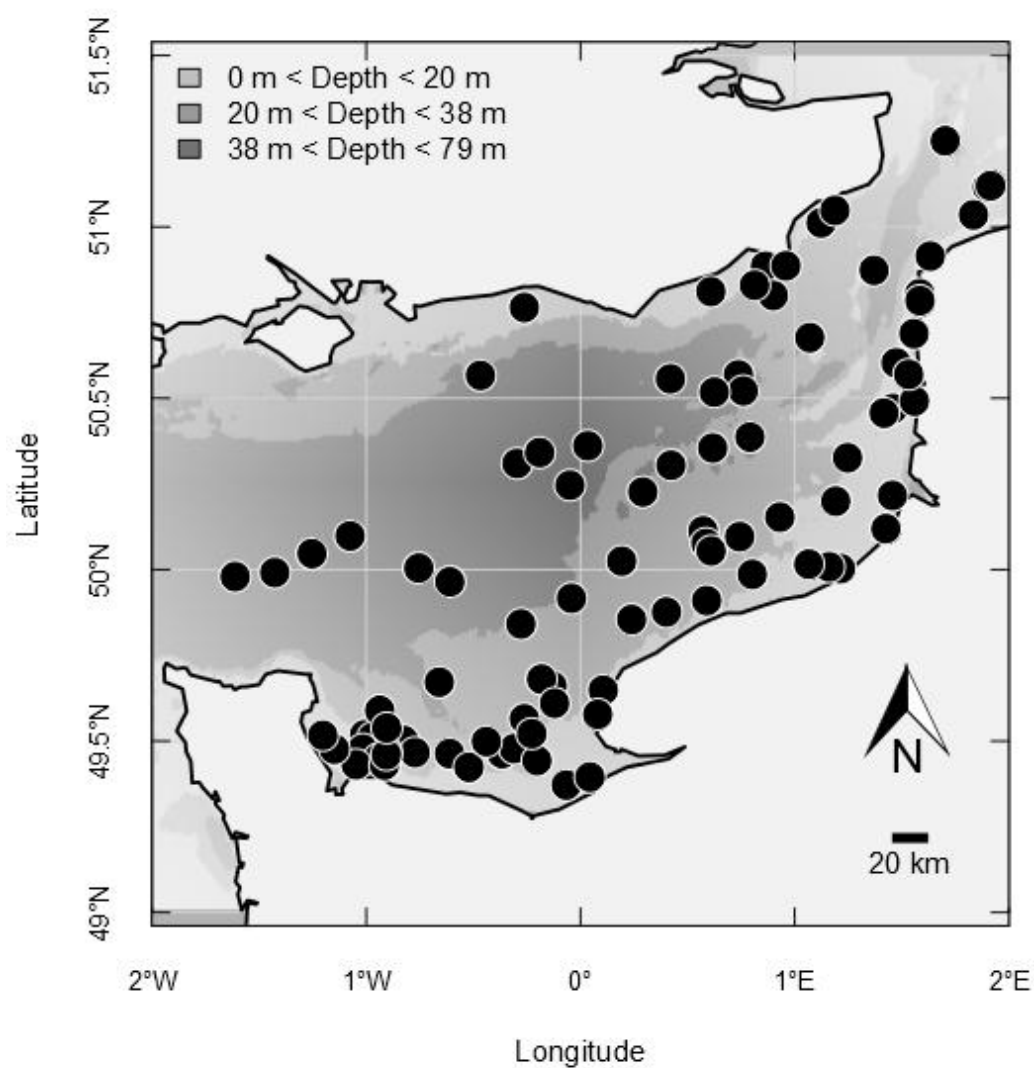 0 m < Depth < 20 m
20 m < Depth < 38 m
38 m < Depth < 79 m
51.5°N
51°N
50.5°N
50°N
49.5°N
49°N
Latitude
N
20 km
2°W
1°W
0°
1°E
2°E
Longitude